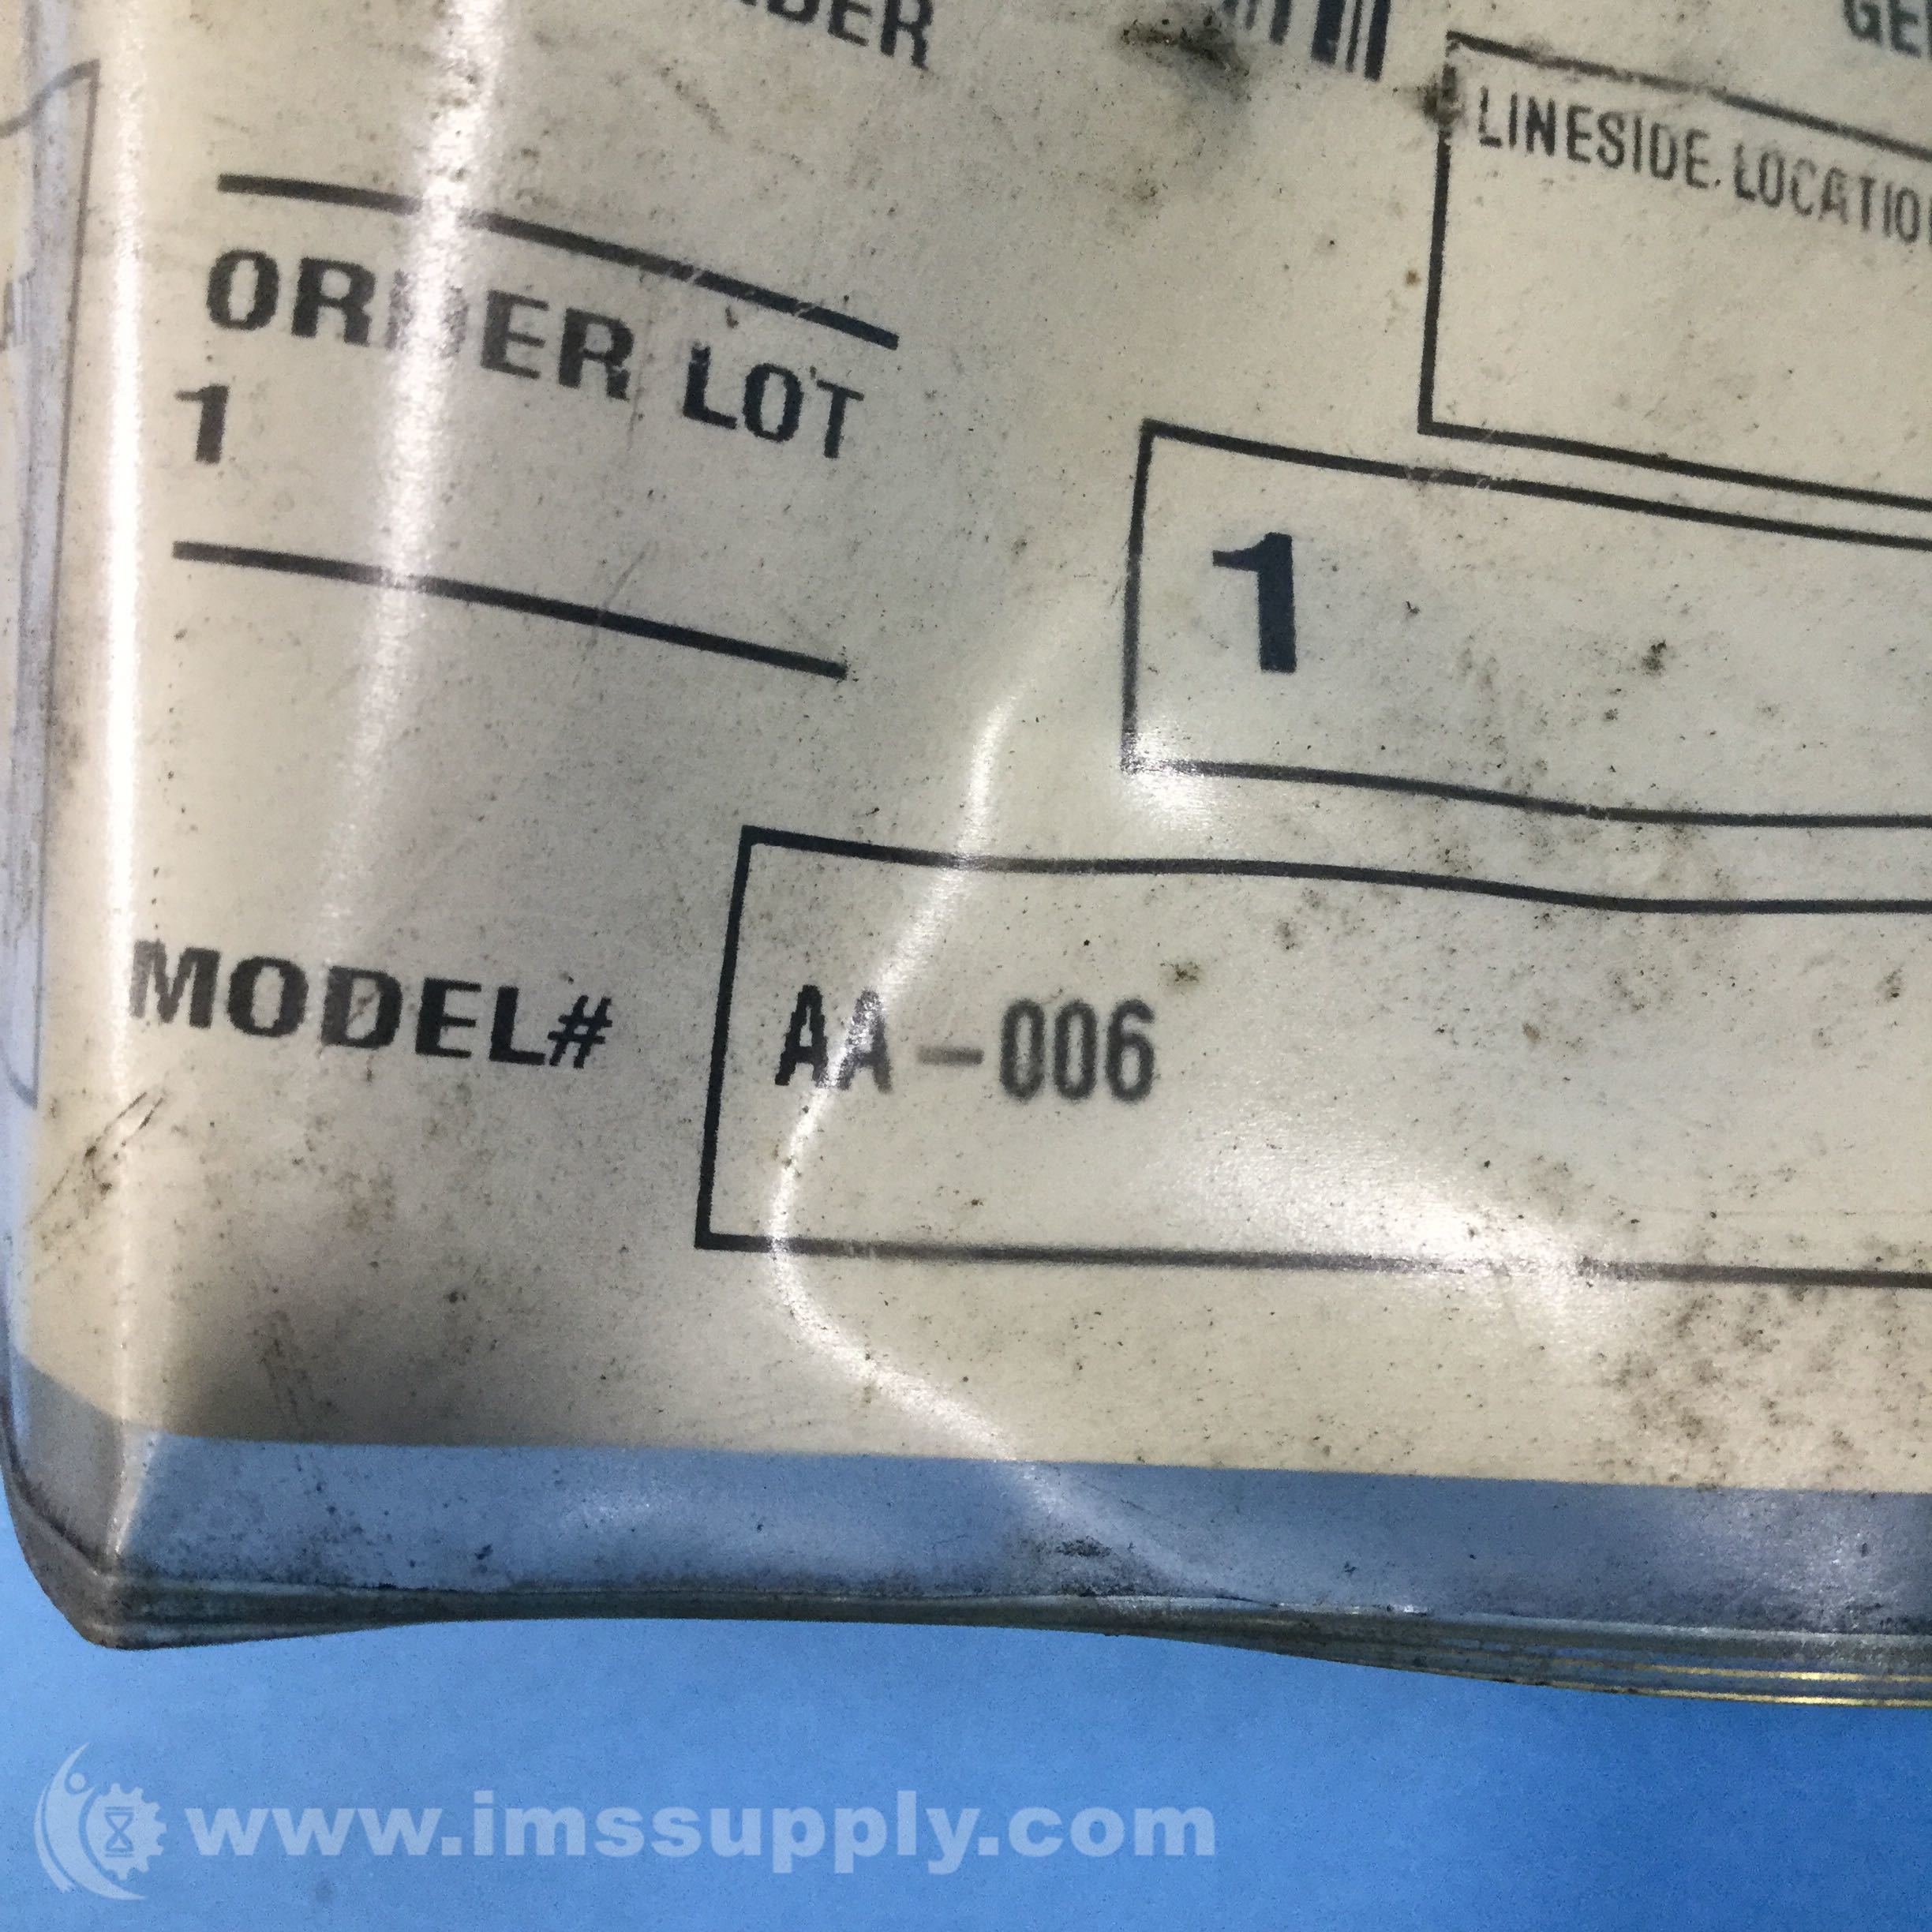 LINESIDE LOCATION
ORDER LOT
1
1
MODEL# AA-006
www.imssupply.com